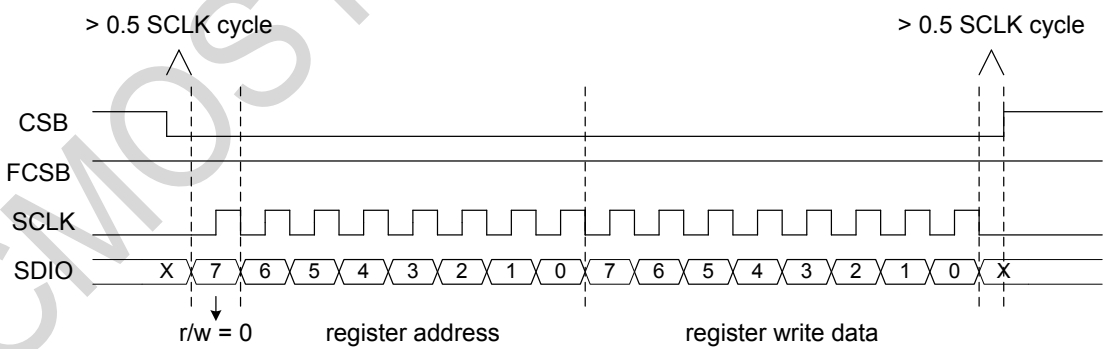 > 0.5 SCLK cycle > 0.5 SCLK cycle
CSB
FCSB
SCLK
SDIO X 7 6 5 4 3 2 1 0 7 6 5 4 3 2 1 0 X
r/w = 0 register address register write data
CMOS